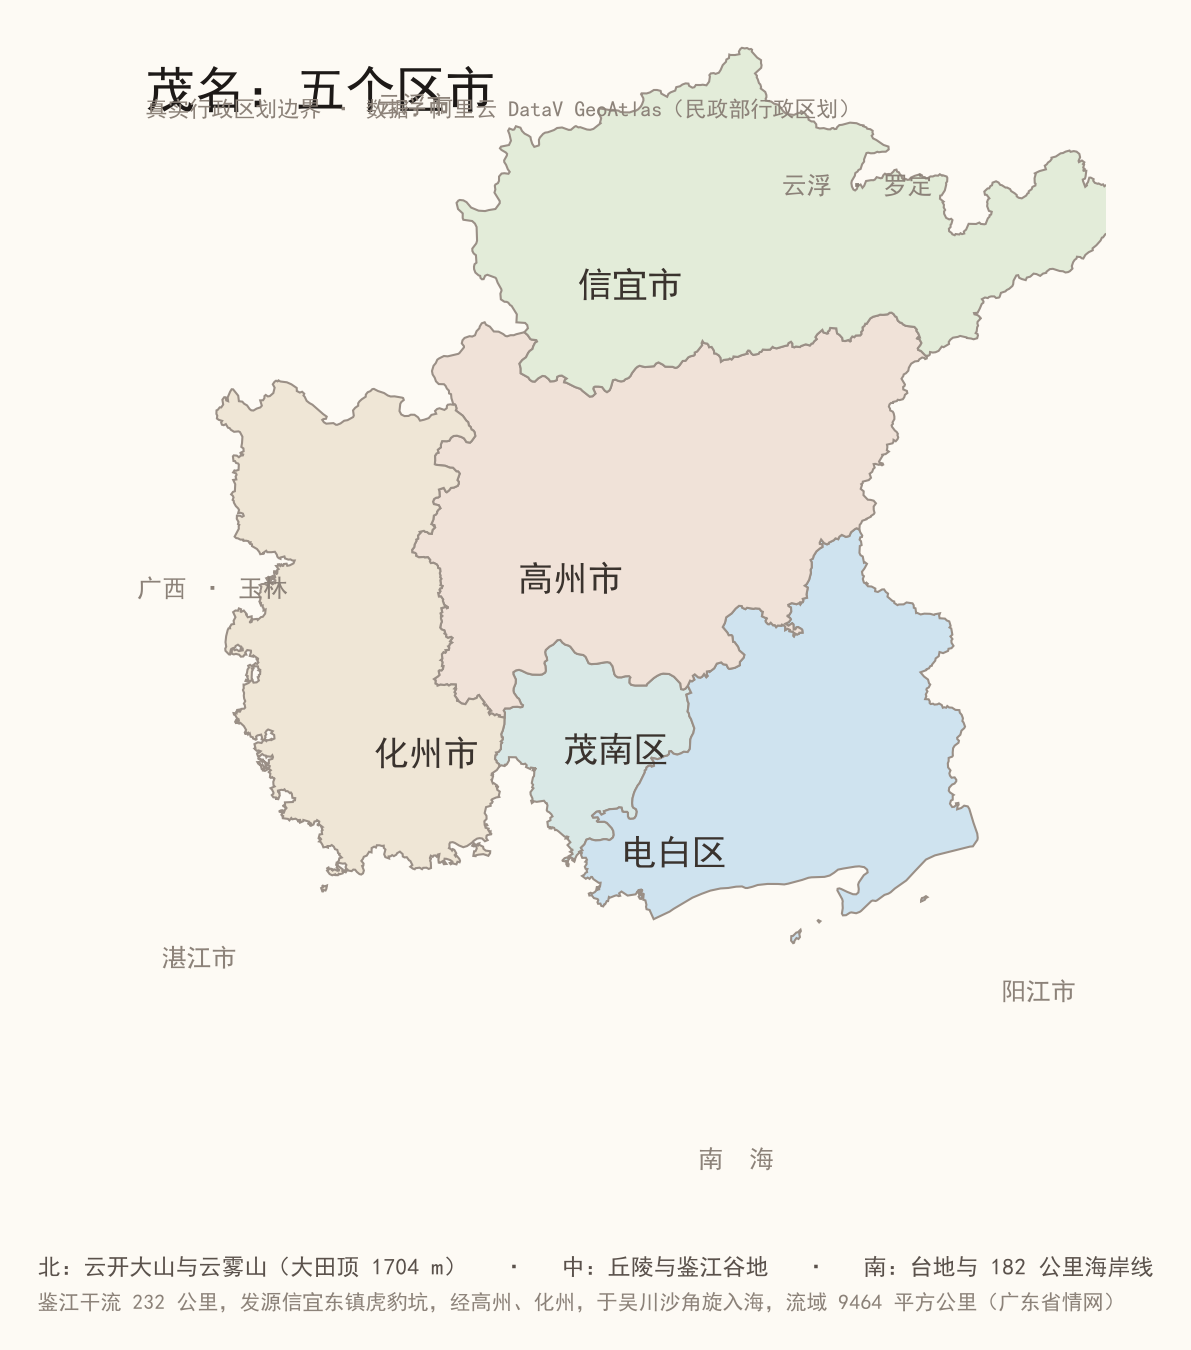 茂名：五个区市
云浮市
真实行政区划边界 · 数据：阿里云 DataV GeoAtlas（民政部行政区划）
云浮 · 罗定
信宜市
高州市
广西 · 玉林
茂南区
化州市
电白区
湛江市
阳江市
南 海
北：云开大山与云雾山（大田顶 1704 m） · 中：丘陵与鉴江谷地 · 南：台地与 182 公里海岸线
鉴江干流 232 公里，发源信宜东镇虎豹坑，经高州、化州，于吴川沙角旋入海，流域 9464 平方公里（广东省情网）